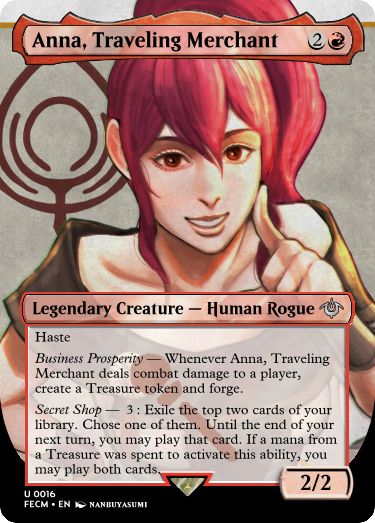 Anna, Traveling Merchant 2
Legendary Creature — Human Rogue
Haste
Business Prosperity — Whenever Anna, Traveling
Merchant deals combat damage to a player,
create a Treasure token and forge.
Secret Shop — 3 : Exile the top two cards of your
library. Chose one of them. Until the end of your
next turn, you may play that card. If a mana from
a Treasure was spent to activate this ability, you
may play both cards.
2/2
U 0016
FECM • EN NANBUYASUMI